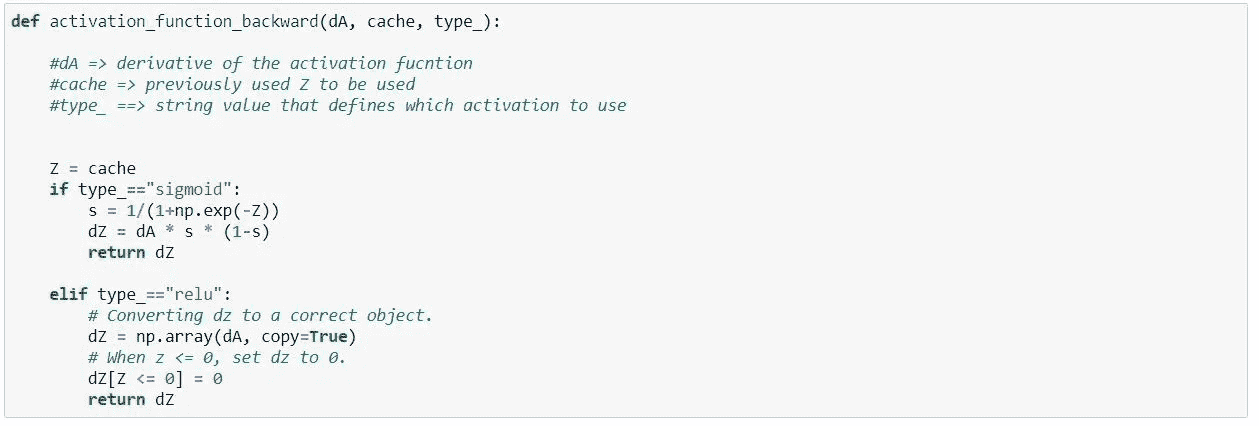 def activation_function_backward(dA, cache, type_):
#dA => derivative of the activation fucntion
#cache => previously used Z to be used
#type_ ==> string value that defines which activation to use
Z = cache
if type_=="sigmoid":
s = 1/(1+np.exp(-Z))
dZ = dA * s * (1-s)
return dZ
elif type_=="relu":
# Converting dz to a correct object.
dZ = np.array(dA, copy=True)
# When z <= 0, set dz to 0.
dZ[Z <= 0] = 0
return dZ